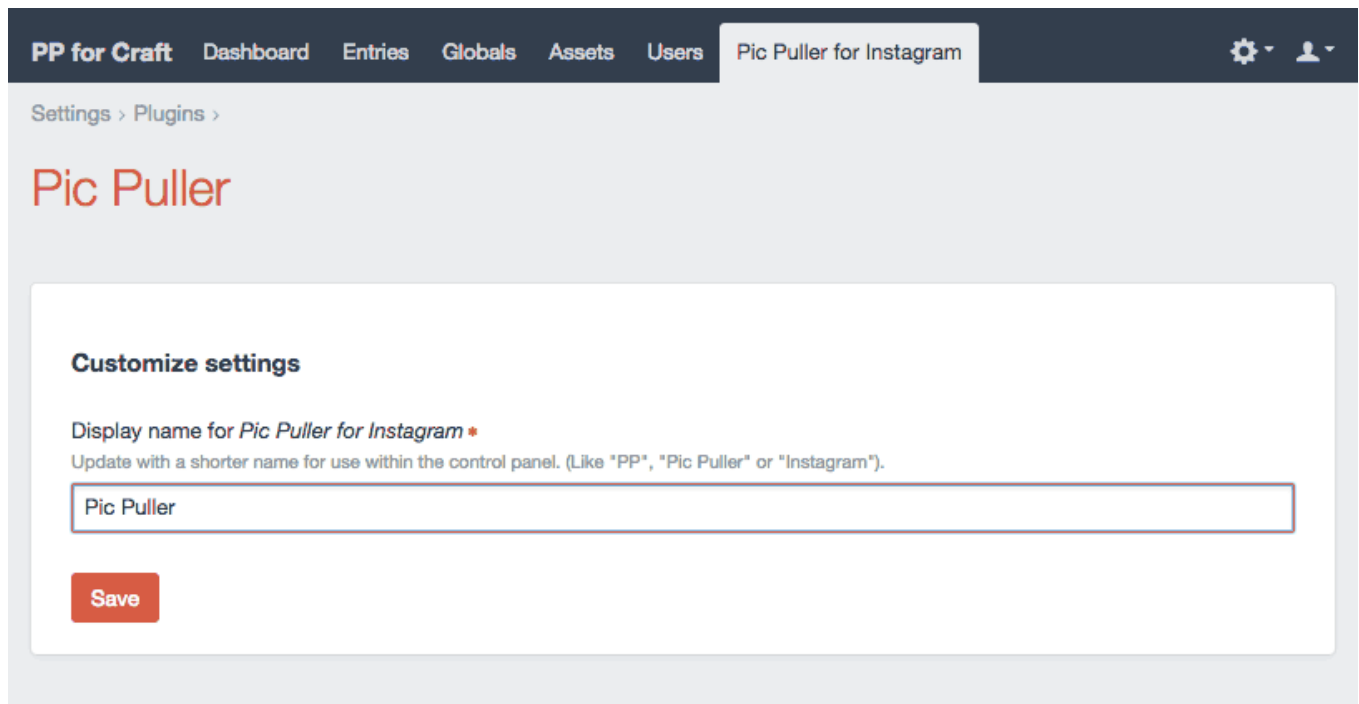 PP for Craft Dashboard Entries Globals Assets Users Pic Puller for Instagram
Settings › Plugins ›
Pic Puller
Customize settings
Display name for Pic Puller for Instagram *
Update with a shorter name for use within the control panel. (Like "PP", "Pic Puller" or "Instagram").
Pic Puller
Save